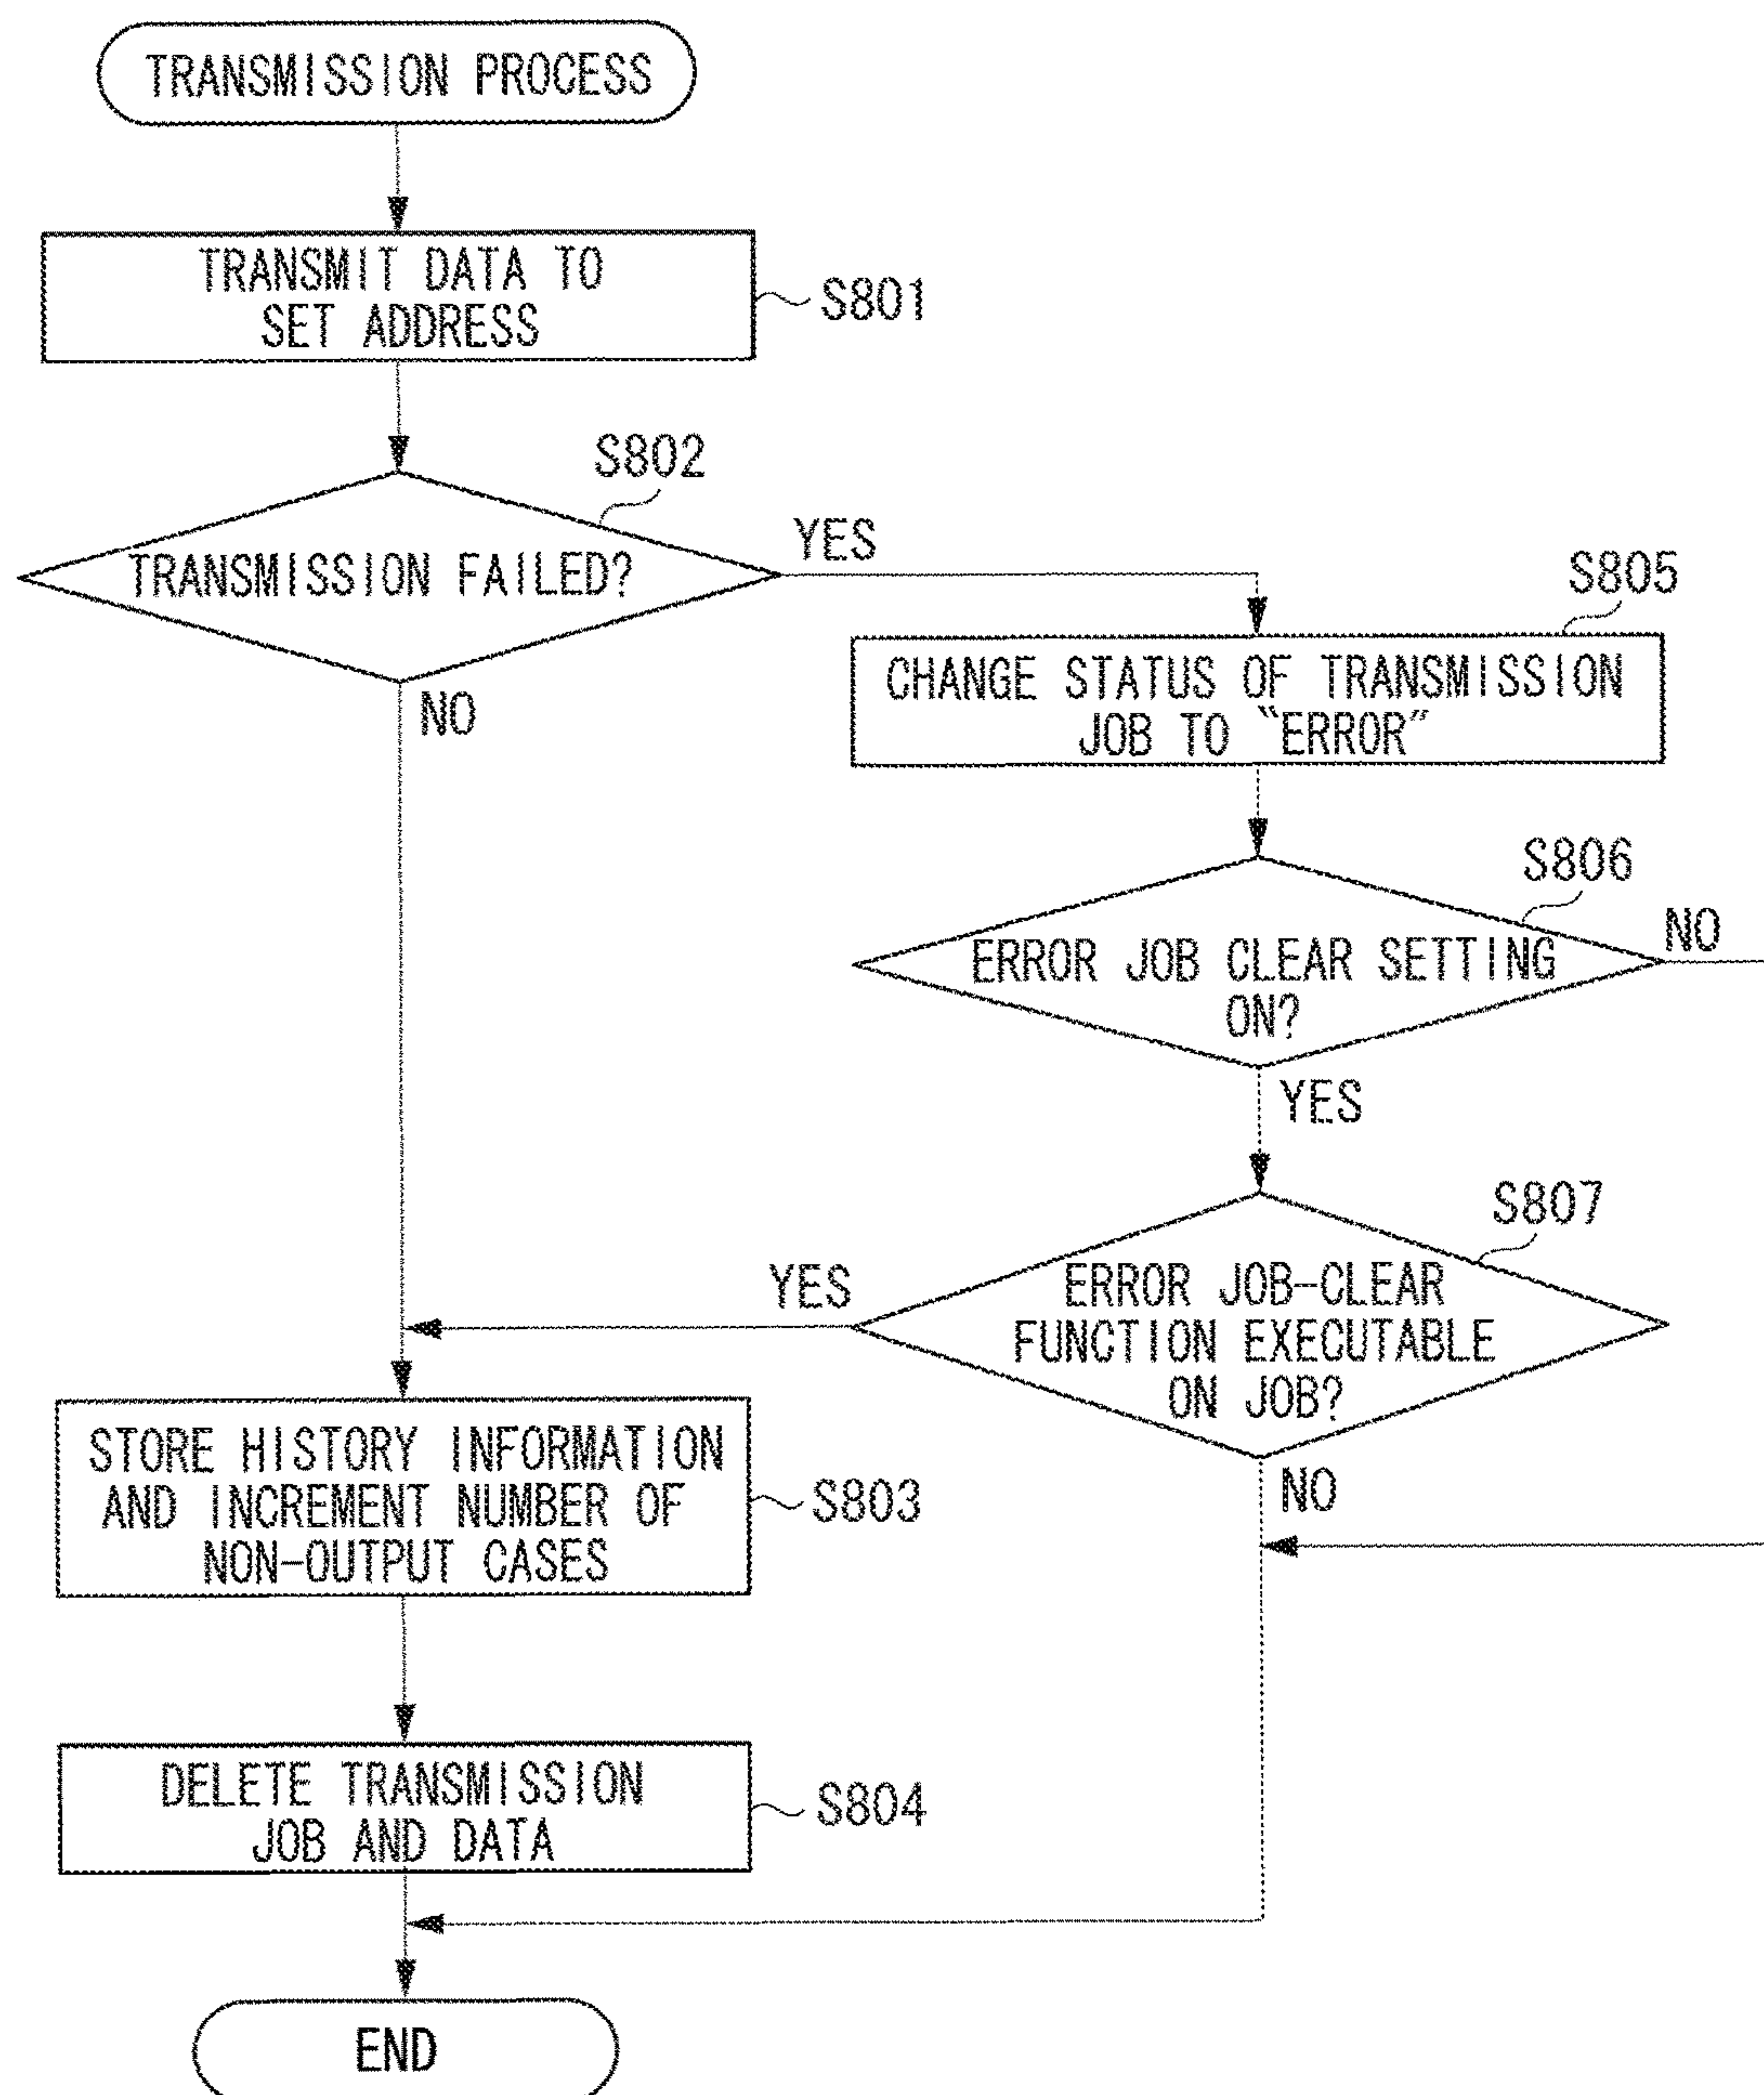 TRANSMISSION PROCESS
TRANSMIT DATA TO
SET ADDRESS
S801
S802
TRANSMISSION FAILED?
YES
NO
S805
CHANGE STATUS OF TRANSMISSION
JOB TO “ERROR”
S806
ERROR JOB CLEAR SETTING
ON?
NO
YES
S807
ERROR JOB-CLEAR
FUNCTION EXECUTABLE
ON JOB?
YES
NO
STORE HISTORY INFORMATION
AND INCREMENT NUMBER OF
NON-OUTPUT CASES
S803
DELETE TRANSMISSION
JOB AND DATA
S804
END